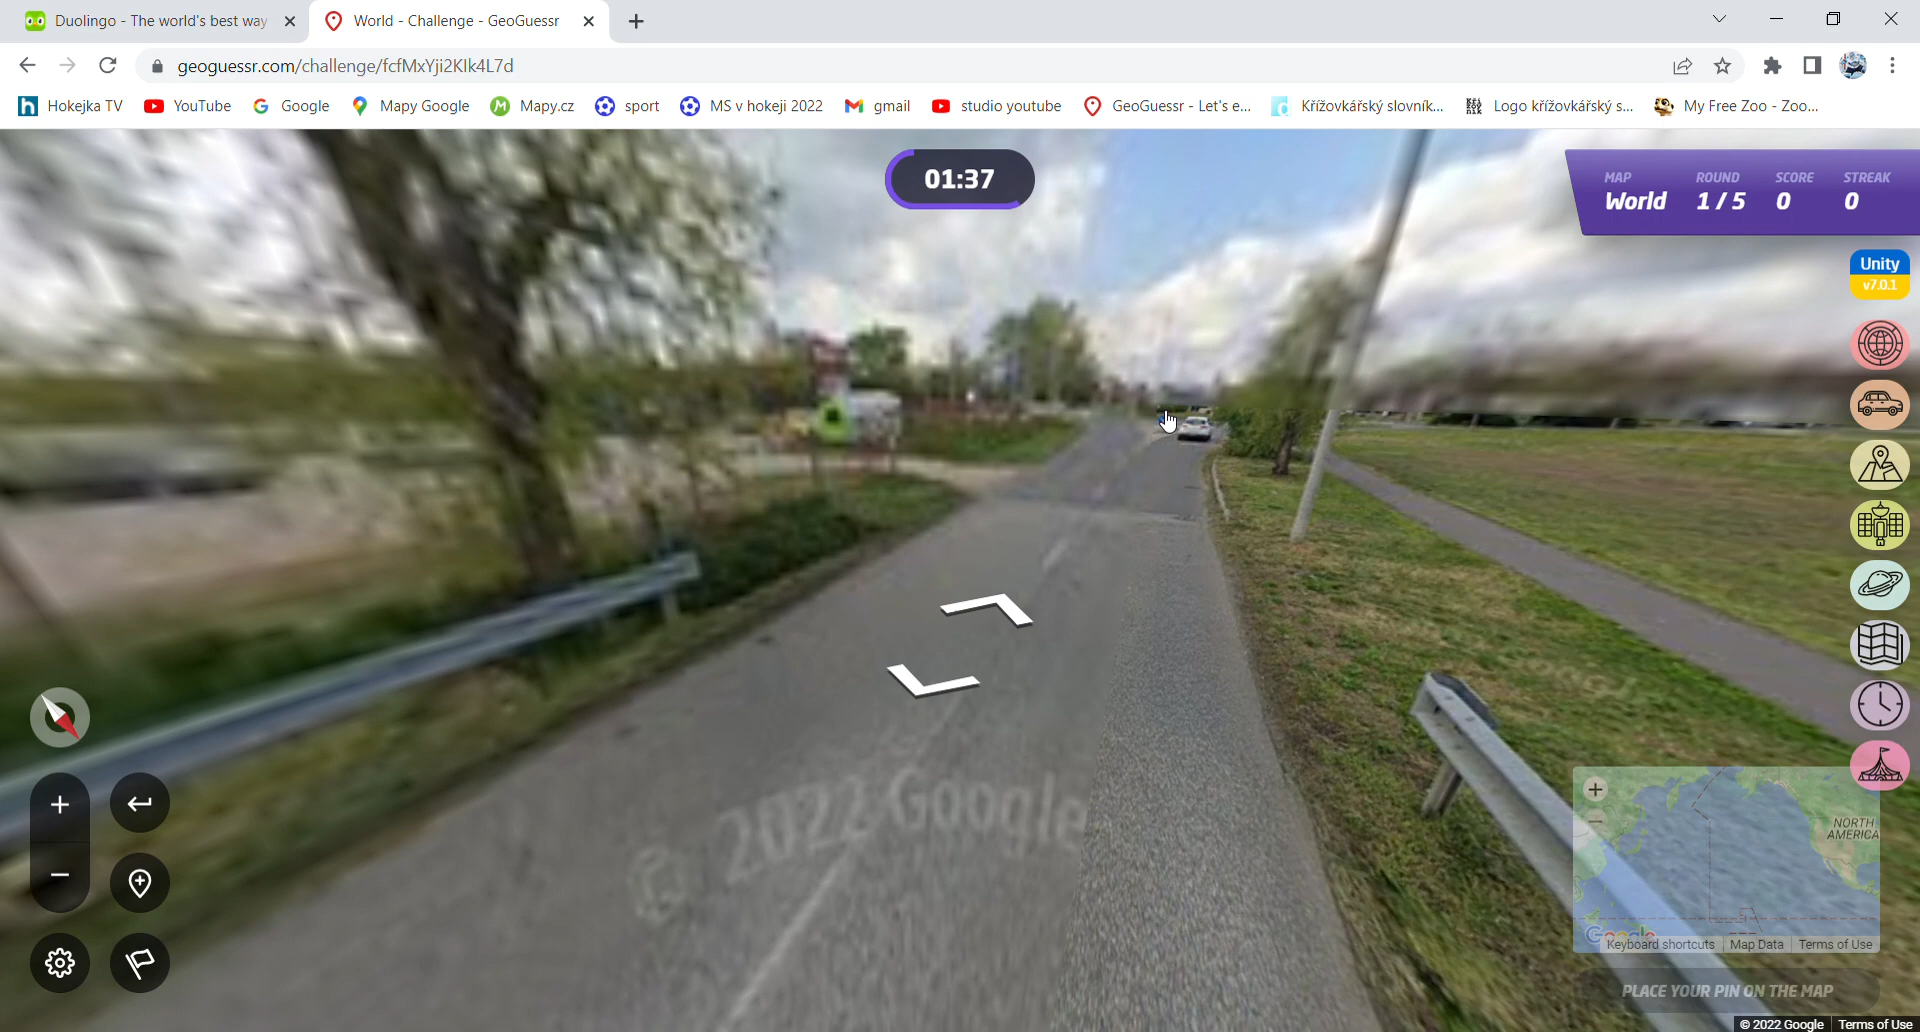 Duolingo - The world's best way
World - Challenge - GeoGuessr
geoguessr.com/challenge/fcfMxYji2KIk4L7d
Hokejka TV
YouTube
Google
Mapy Google
Mapy.cz
sport
MS v hokeji 2022
gmail
studio youtube
GeoGuessr - Let's e...
Křížovkářský slovník...
Logo křížovkářský s...
My Free Zoo - Zoo...
01:37
MAP ROUND SCORE STREAK
World 1 / 5 0 0
Unity
v7.0.1
© 2022 Google
NORTH
AMERICA
Google
Keyboard shortcuts Map Data Terms of Use
PLACE YOUR PIN ON THE MAP
© 2022 Google Terms of Use